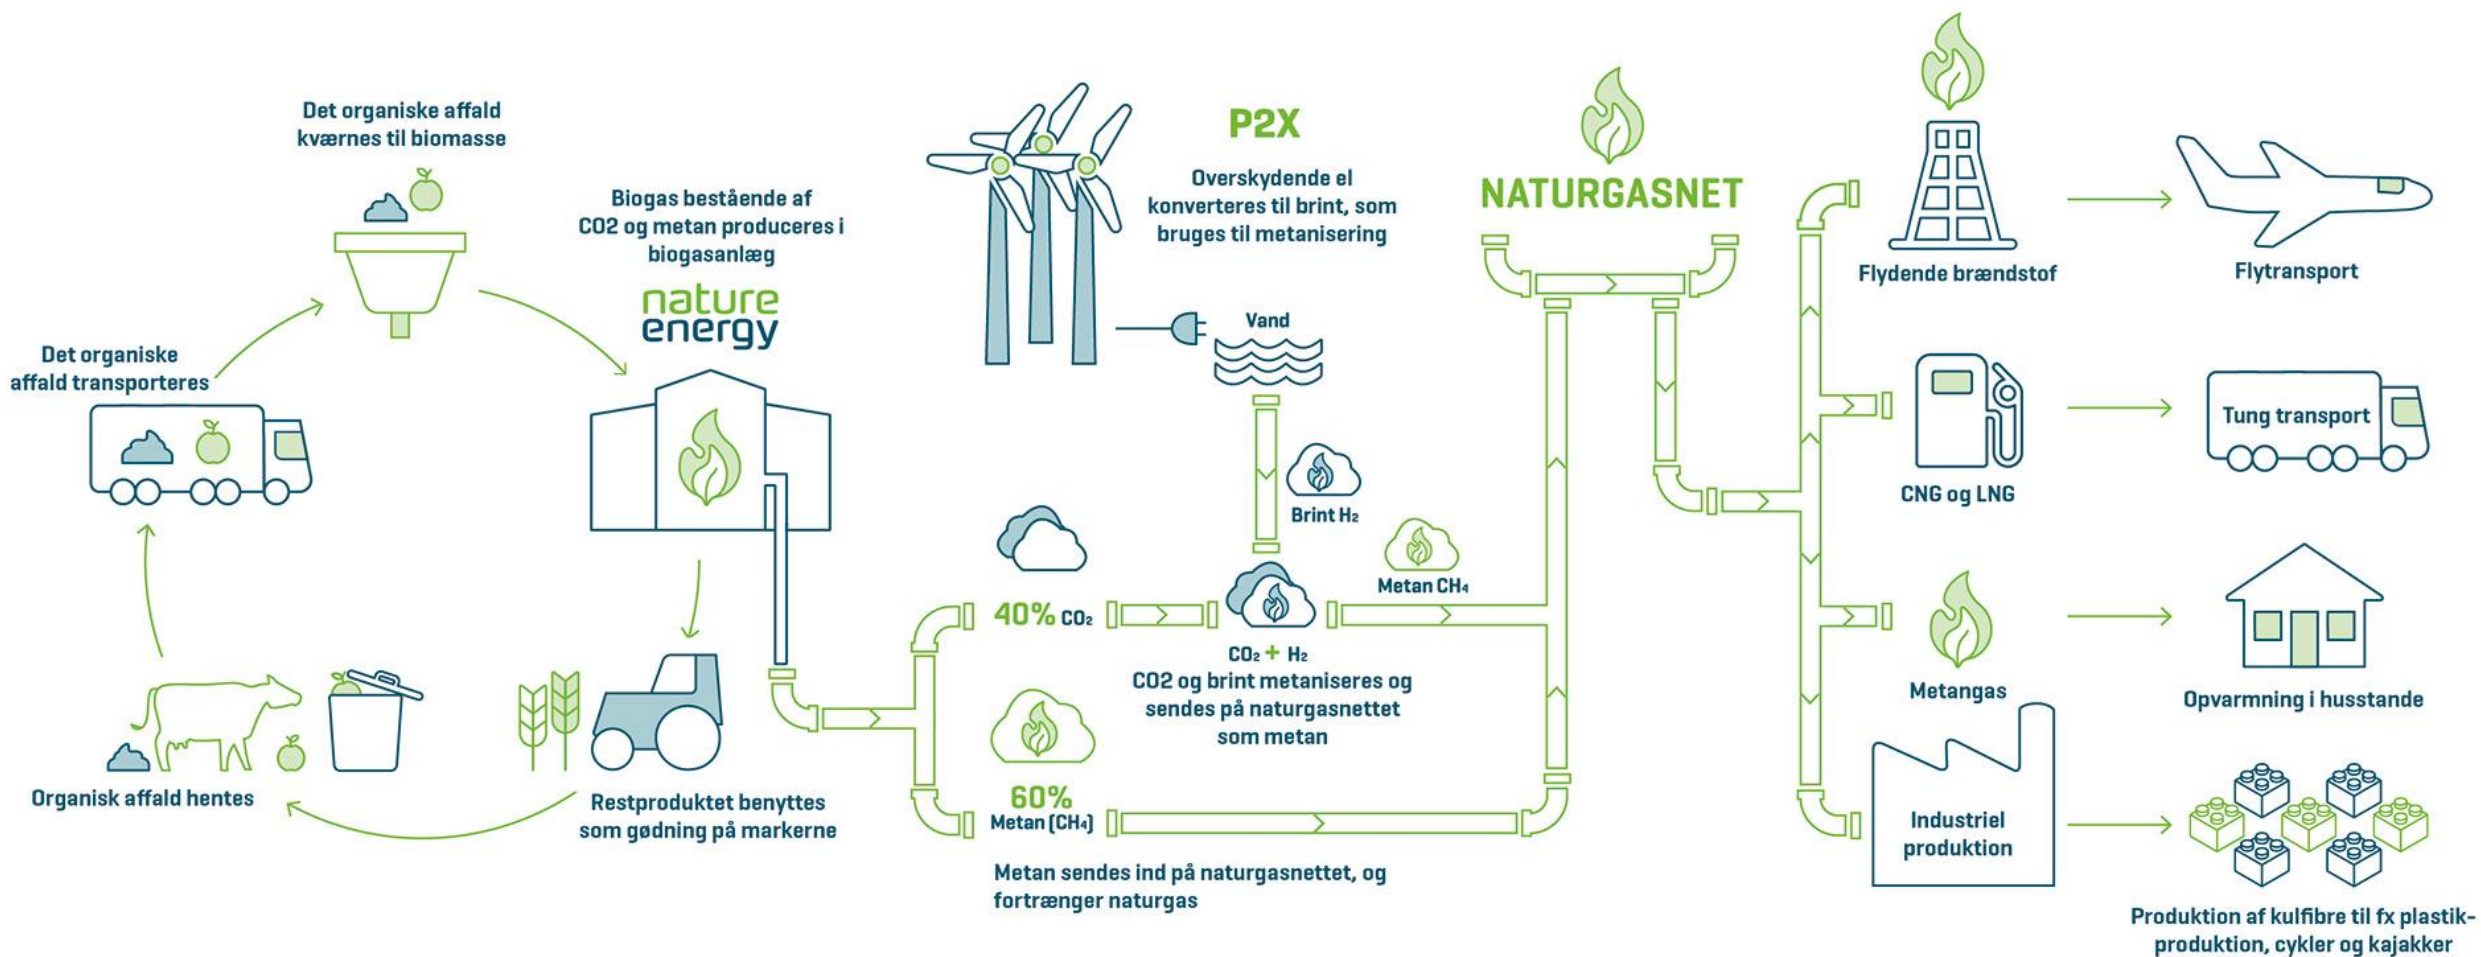 Det organiske affald
kværnes til biomasse
Biogas bestående af
CO2 og metan produceres i
biogasanlæg
nature
energy
Det organiske
affald transporteres
Organisk affald hentes
Restproduktet benyttes
som gødning på markerne
P2X
Overskydende el
konverteres til brint, som
bruges til metanisering
Vand
Brint H₂
Metan CH₄
40% CO₂
CO₂ + H₂
CO2 og brint metaniseres og
sendes på naturgasnettet
som metan
60%
Metan (CH₄)
Metan sendes ind på naturgasnettet, og
fortrænger naturgas
NATURGASNET
Flydende brændstof
Flytransport
CNG og LNG
Tung transport
Metangas
Opvarmning i husstande
Industriel
produktion
Produktion af kulfibre til fx plastik-
produktion, cykler og kajakker